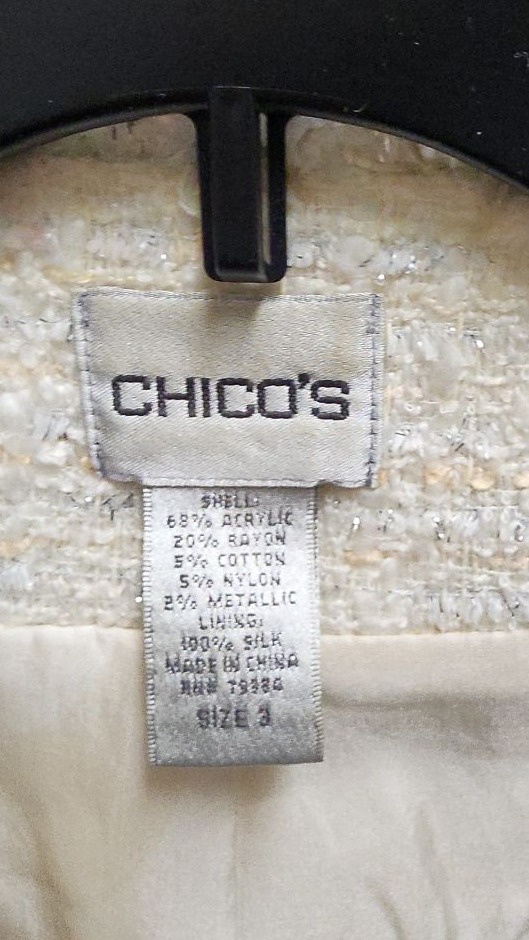 CHICO'S
SHELL:
68% ACRYLIC
20% RAYON
5% COTTON
5% NYLON
2% METALLIC
LINING:
100% SILK
MADE IN CHINA
RN#
SIZE 3